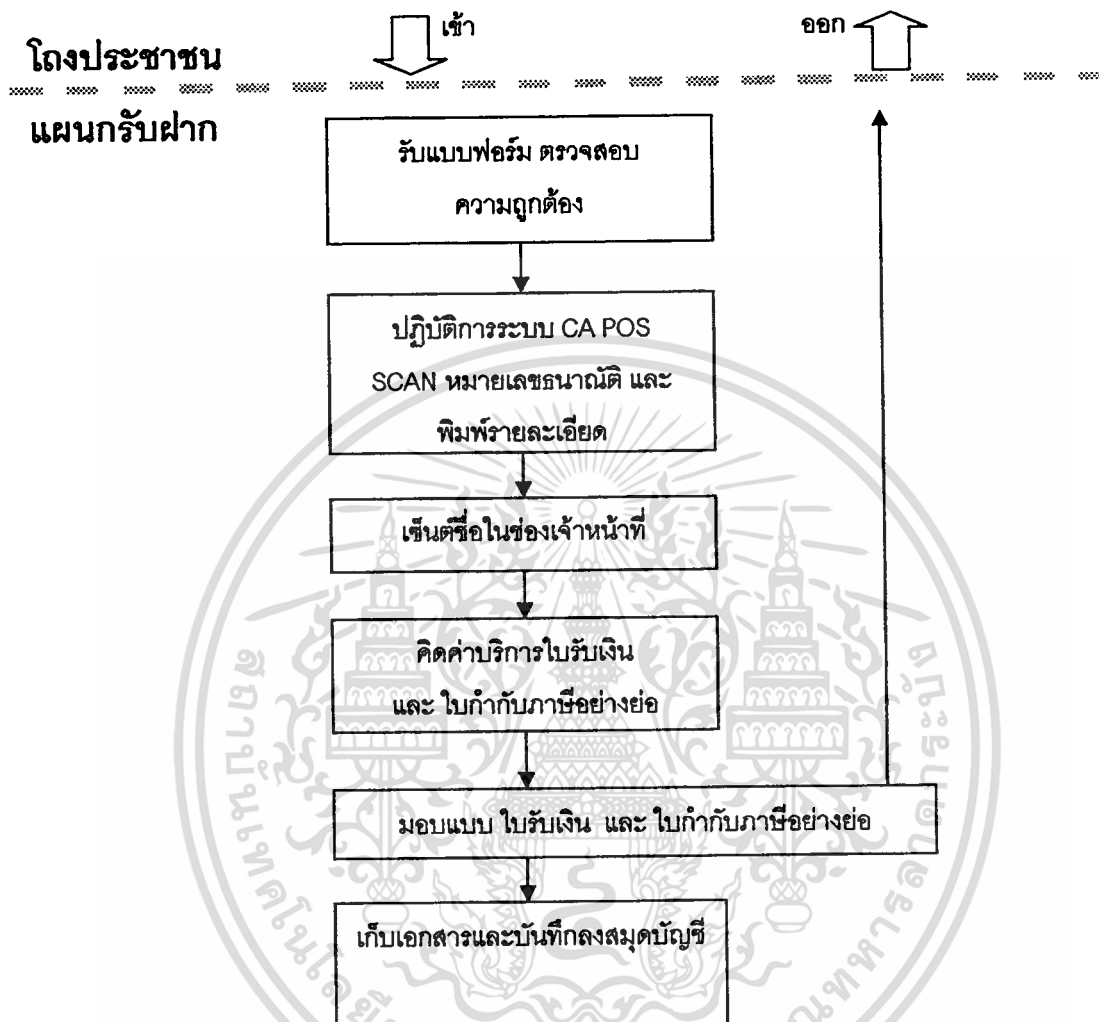 เข้า
ออก
โถงประชาชน
แผนกรับฝาก
รับแบบฟอร์ม ตรวจสอบ
ความถูกต้อง
ปฏิบัติการระบบ CA POS
SCAN หมายเลขธนาณัติ และ
พิมพ์รายละเอียด
เซ็นต์ชื่อในช่องเจ้าหน้าที่
คิดค่าบริการใบรับเงิน
และ ใบกำกับภาษีอย่างย่อ
มอบแบบ ใบรับเงิน และ ใบกำกับภาษีอย่างย่อ
เก็บเอกสารและบันทึกลงสมุดบัญชี